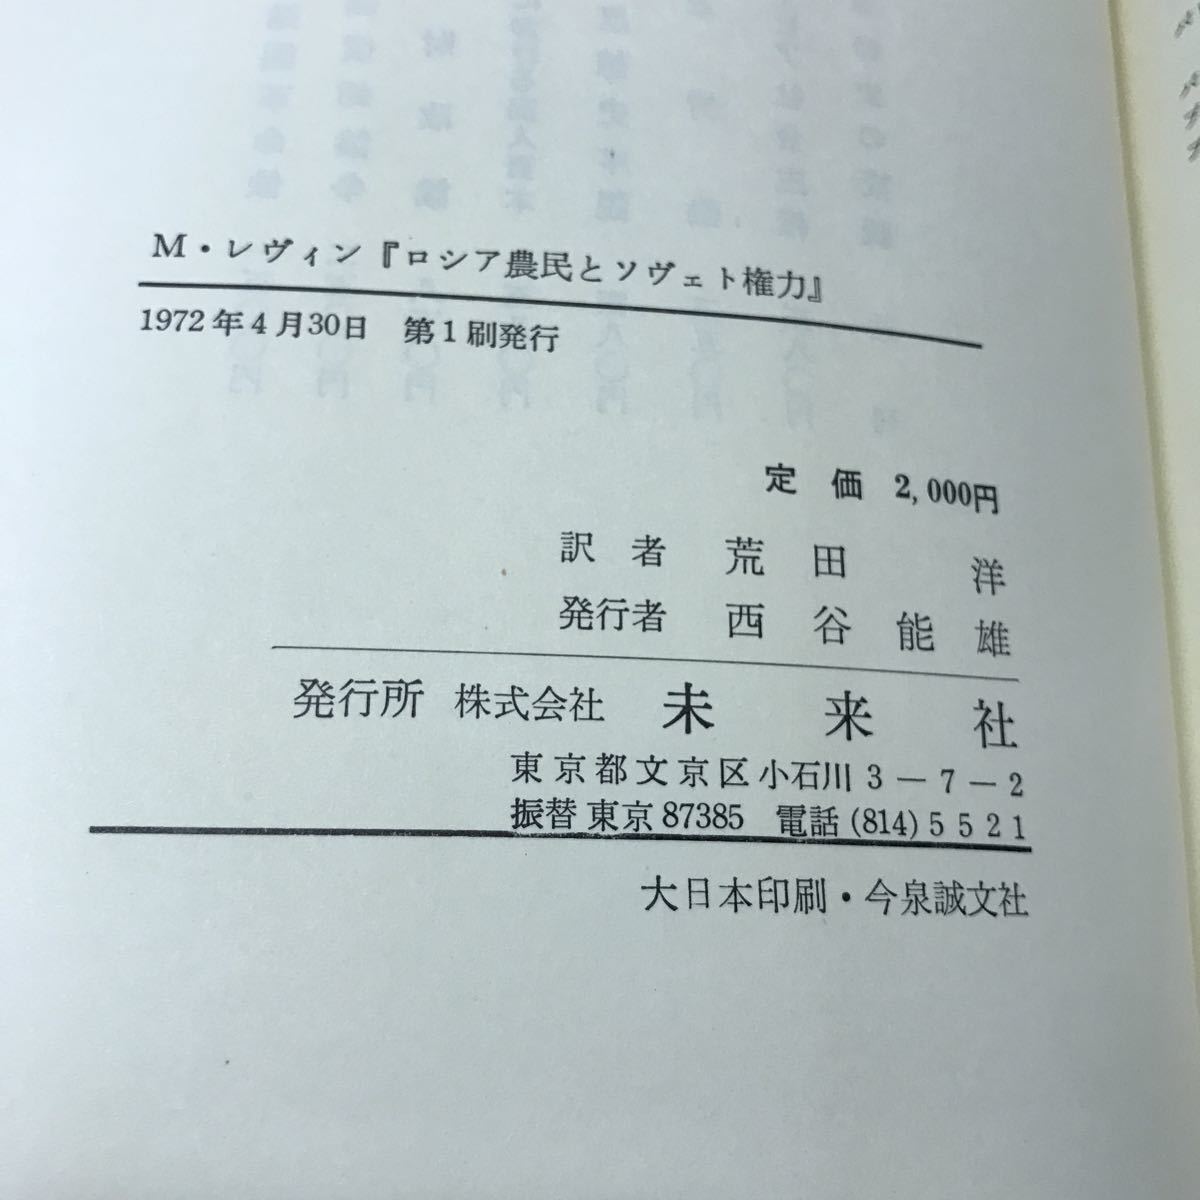 M・レヴィン『ロシア農民とソヴェト権力』
1972年4月30日 第1刷発行
定 価 2,000円
訳 者 荒 田 洋
発行者 西 谷 能 雄
発行所 株式会社 未 来 社
東京都文京区小石川3－7－2
振替 東京87385 電話(814)5521
大日本印刷・今泉誠文社